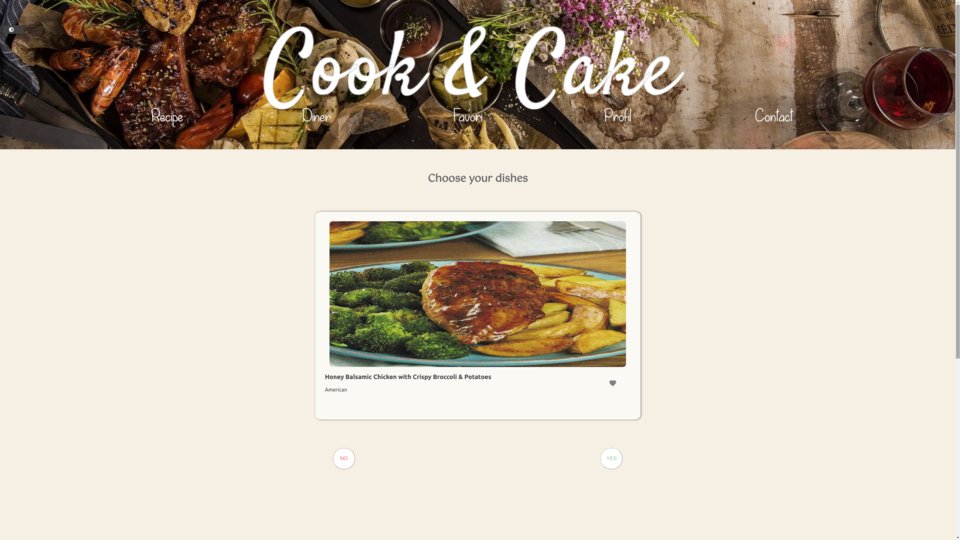 Cook & Cake
Recipe Diner Favori Profil Contact
Choose your dishes
Honey Balsamic Chicken with Crispy Broccoli & Potatoes
American
NO YES